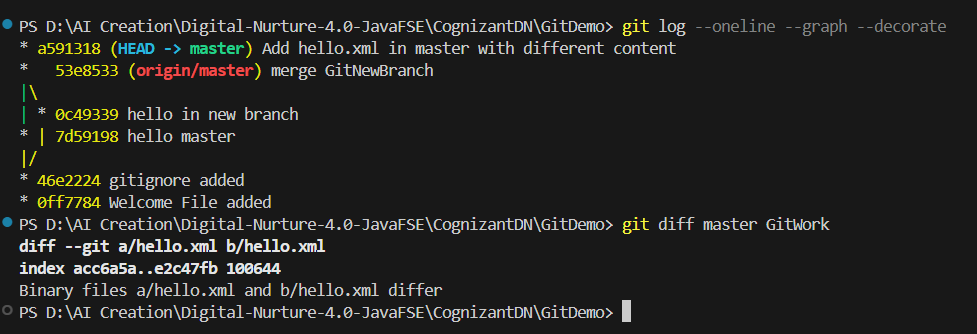 PS D:\AI Creation\Digital-Nurture-4.0-JavaFSE\CognizantDN\GitDemo> git log --oneline --graph --decorate
* a591318 (HEAD -> master) Add hello.xml in master with different content
*   53e8533 (origin/master) merge GitNewBranch
|\
| * 0c49339 hello in new branch
* | 7d59198 hello master
|/
* 46e2224 gitignore added
* 0ff7784 Welcome File added
PS D:\AI Creation\Digital-Nurture-4.0-JavaFSE\CognizantDN\GitDemo> git diff master GitWork
diff --git a/hello.xml b/hello.xml
index acc6a5a..e2c47fb 100644
Binary files a/hello.xml and b/hello.xml differ
PS D:\AI Creation\Digital-Nurture-4.0-JavaFSE\CognizantDN\GitDemo>